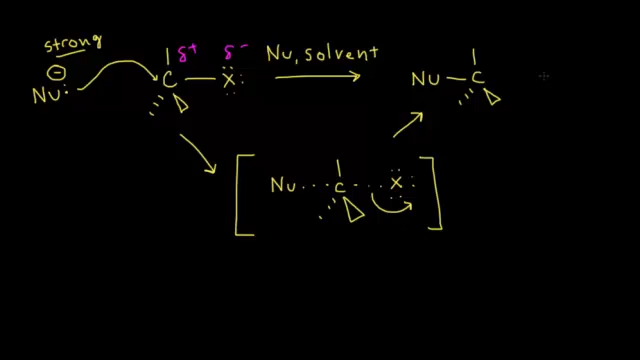 strong
δ+ δ-
Nu, solvent
Nu: C X Nu C
Nu C X